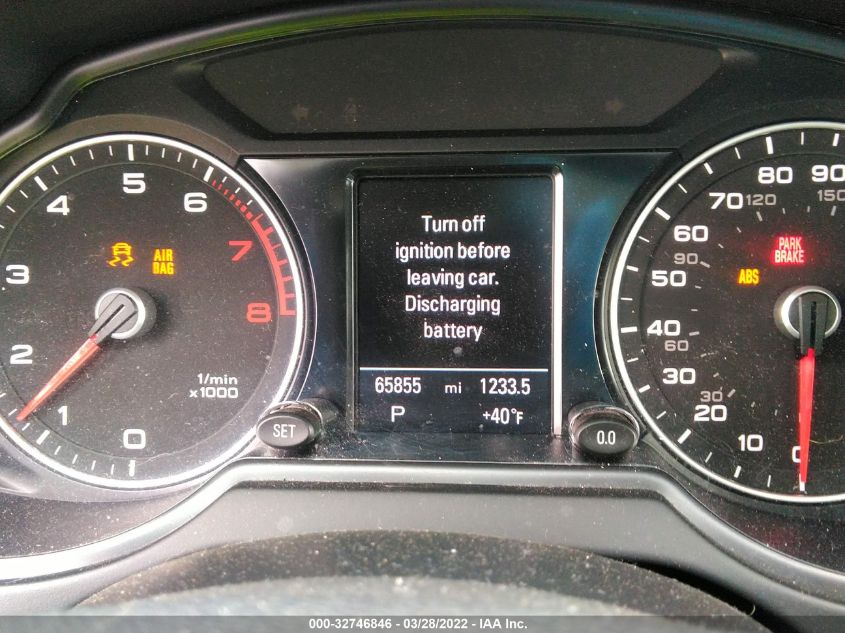 5
4
6
3
7
2
8
1
0
1/min
x1000
AIR
BAG
SET
Turn off
ignition before
leaving car.
Discharging
battery
65855 mi 1233.5
P +40°F
0.0
80
90
70
120
150
60
90
50
40
60
30
30
20
10
0
ABS
PARK
BRAKE
000-32746846 - 03/28/2022 - IAA Inc.